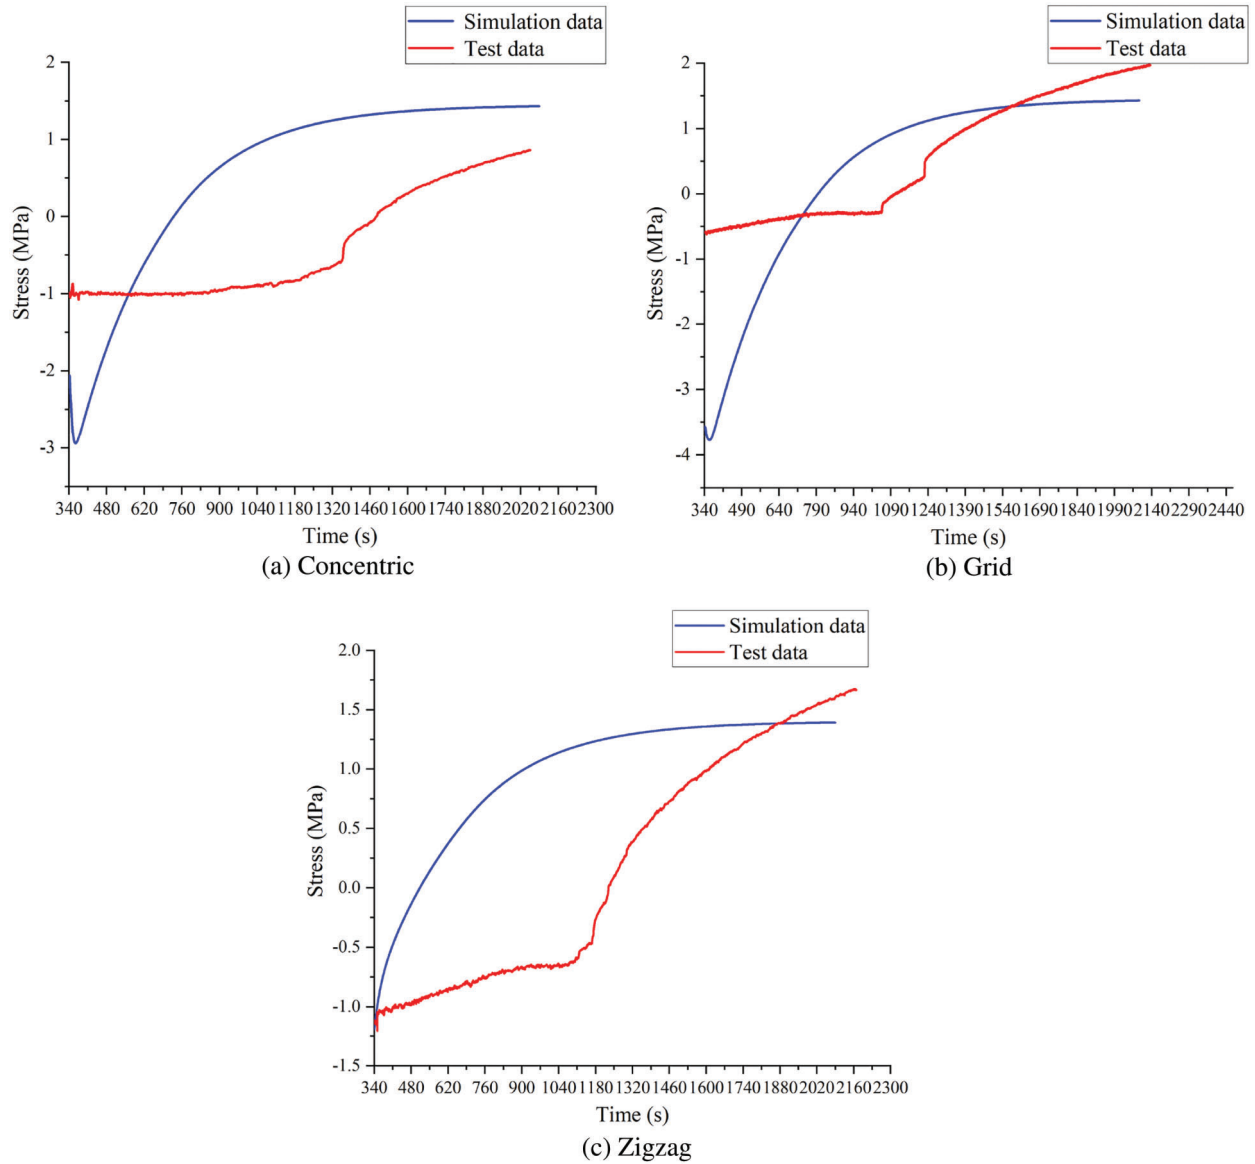 Simulation data
Test data
2
1
0
-1
-2
-3
Stress (MPa)
340 480 620 760 900 1040 1180 1320 1460 1600 1740 1880 2020 2160 2300
Time (s)
(a) Concentric
Simulation data
Test data
2
1
0
-1
-2
-3
-4
Stress (MPa)
340 490 640 790 940 1090 1240 1390 1540 1690 1840 1990 2140 2290 2440
Time (s)
(b) Grid
Simulation data
Test data
2.0
1.5
1.0
0.5
0.0
-0.5
-1.0
-1.5
Stress (MPa)
340 480 620 760 900 1040 1180 1320 1460 1600 1740 1880 2020 2160 2300
Time (s)
(c) Zigzag